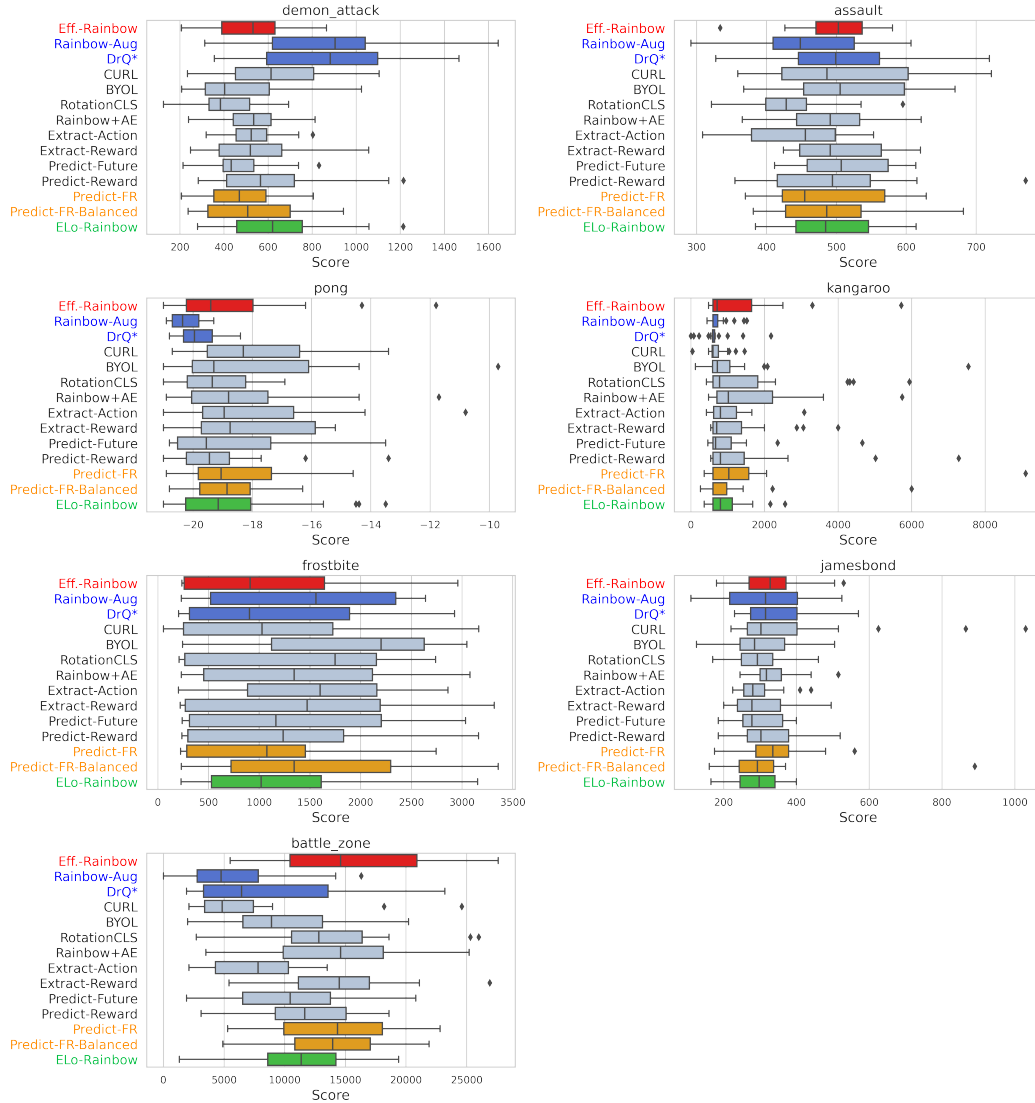 demon_attack
Eff.-Rainbow
Rainbow-Aug
DrQ*
CURL
BYOL
RotationCLS
Rainbow+AE
Extract-Action
Extract-Reward
Predict-Future
Predict-Reward
Predict-FR
Predict-FR-Balanced
ELo-Rainbow
200 400 600 800 1000 1200 1400 1600
Score
assault
Eff.-Rainbow
Rainbow-Aug
DrQ*
CURL
BYOL
RotationCLS
Rainbow+AE
Extract-Action
Extract-Reward
Predict-Future
Predict-Reward
Predict-FR
Predict-FR-Balanced
ELo-Rainbow
300 400 500 600 700
Score
pong
Eff.-Rainbow
Rainbow-Aug
DrQ*
CURL
BYOL
RotationCLS
Rainbow+AE
Extract-Action
Extract-Reward
Predict-Future
Predict-Reward
Predict-FR
Predict-FR-Balanced
ELo-Rainbow
−20 −18 −16 −14 −12 −10
Score
kangaroo
Eff.-Rainbow
Rainbow-Aug
DrQ*
CURL
BYOL
RotationCLS
Rainbow+AE
Extract-Action
Extract-Reward
Predict-Future
Predict-Reward
Predict-FR
Predict-FR-Balanced
ELo-Rainbow
0 2000 4000 6000 8000
Score
frostbite
Eff.-Rainbow
Rainbow-Aug
DrQ*
CURL
BYOL
RotationCLS
Rainbow+AE
Extract-Action
Extract-Reward
Predict-Future
Predict-Reward
Predict-FR
Predict-FR-Balanced
ELo-Rainbow
0 500 1000 1500 2000 2500 3000 3500
Score
jamesbond
Eff.-Rainbow
Rainbow-Aug
DrQ*
CURL
BYOL
RotationCLS
Rainbow+AE
Extract-Action
Extract-Reward
Predict-Future
Predict-Reward
Predict-FR
Predict-FR-Balanced
ELo-Rainbow
200 400 600 800 1000
Score
battle_zone
Eff.-Rainbow
Rainbow-Aug
DrQ*
CURL
BYOL
RotationCLS
Rainbow+AE
Extract-Action
Extract-Reward
Predict-Future
Predict-Reward
Predict-FR
Predict-FR-Balanced
ELo-Rainbow
0 5000 10000 15000 20000 25000
Score